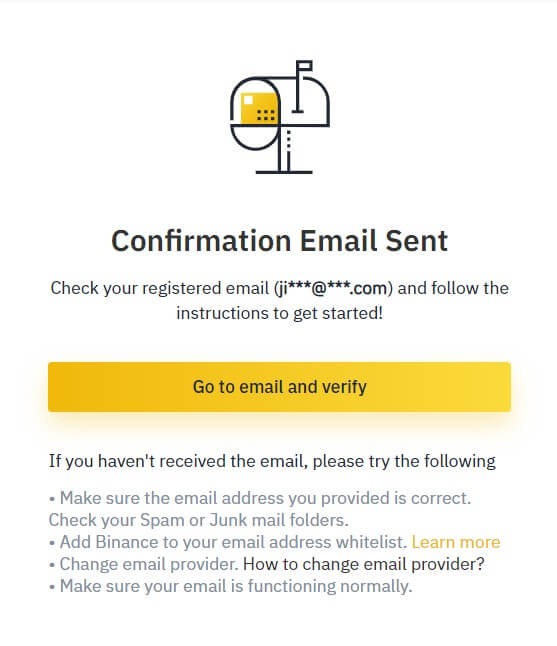 Confirmation Email Sent
Check your registered email (ji***@***.com) and follow the
instructions to get started!
Go to email and verify
If you haven't received the email, please try the following
• Make sure the email address you provided is correct.
Check your Spam or Junk mail folders.
• Add Binance to your email address whitelist. Learn more
• Change email provider. How to change email provider?
• Make sure your email is functioning normally.